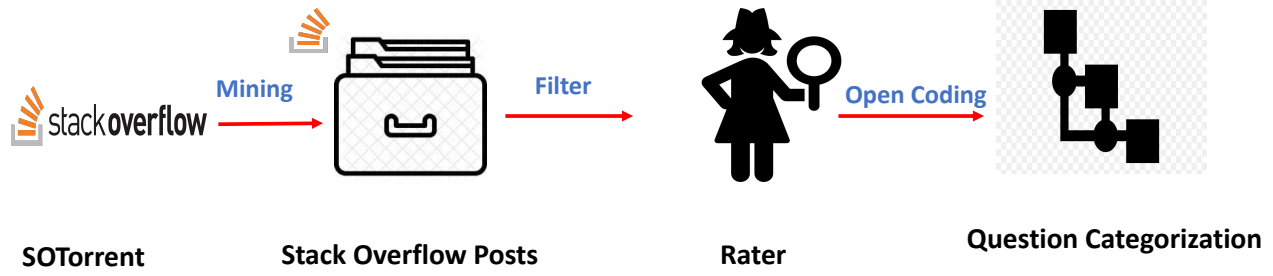 Mining
Filter
Open Coding
stackoverflow
SOTorrent
Stack Overflow Posts
Rater
Question Categorization